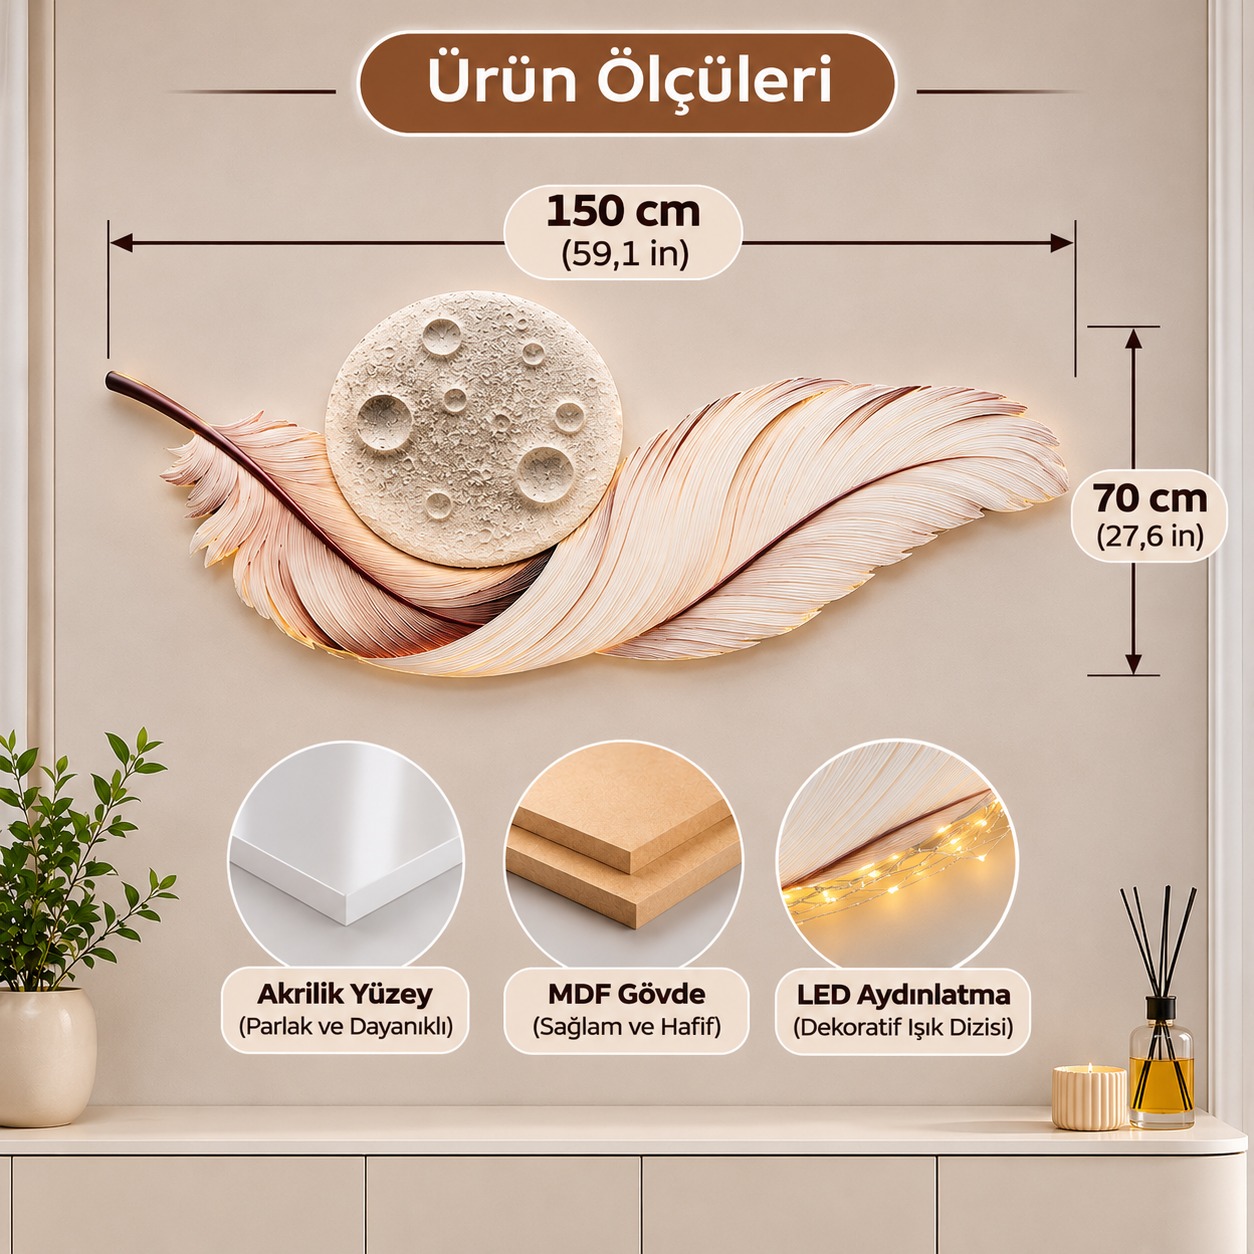 Ürün Ölçüleri
150 cm
(59,1 in)
70 cm
(27,6 in)
Akrilik Yüzey
(Parlak ve Dayanıklı)
MDF Gövde
(Sağlam ve Hafif)
LED Aydınlatma
(Dekoratif Işık Dizisi)